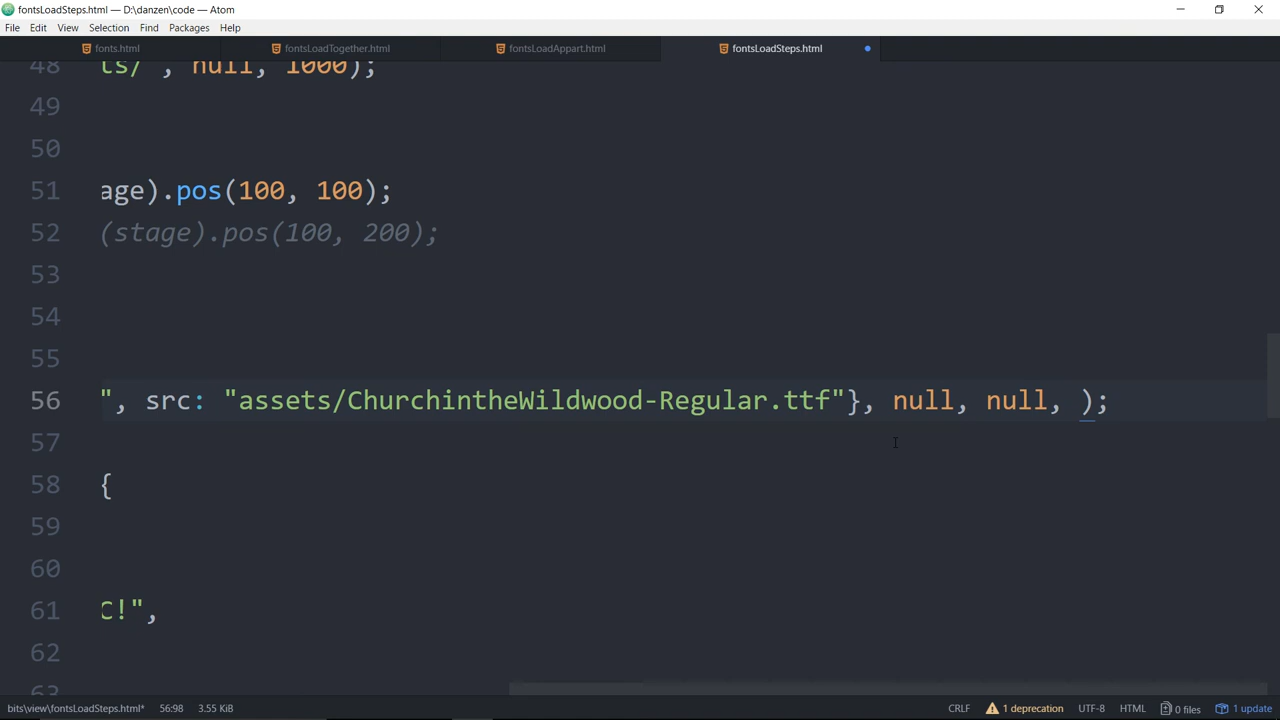 fontsLoadSteps.html — D:\danzen\code — Atom
File Edit View Selection Find Packages Help
fonts.html fontsLoadTogether.html fontsLoadAppart.html fontsLoadSteps.html
48 ts/", null, 1000);
49
50
51 age).pos(100, 100);
52 (stage).pos(100, 200);
53
54
55
56 ", src: "assets/ChurchintheWildwood-Regular.ttf"}, null, null, );
57
58 {
59
60
61 C!",
62
63
bits\view\fontsLoadSteps.html* 56:98 3.55 KiB CRLF 1 deprecation UTF-8 HTML 0 files 1 update